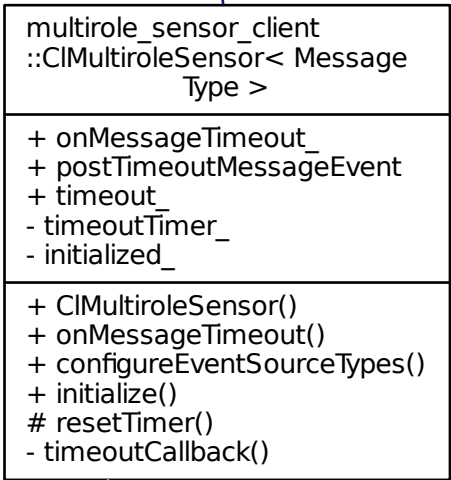 multirole_sensor_client
::ClMultiroleSensor< Message
Type >
+ onMessageTimeout_
+ postTimeoutMessageEvent
+ timeout_
- timeoutTimer_
- initialized_
+ ClMultiroleSensor()
+ onMessageTimeout()
+ configureEventSourceTypes()
+ initialize()
# resetTimer()
- timeoutCallback()